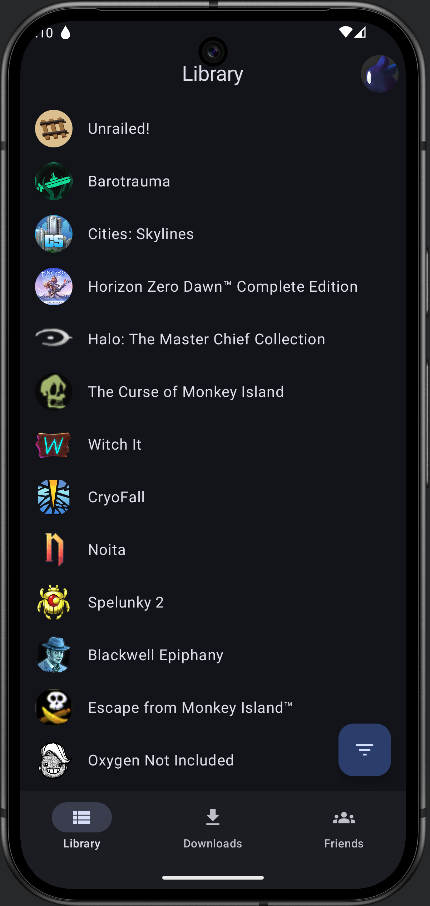 :10
Library
Unrailed!
Barotrauma
Cities: Skylines
CS
Horizon Zero Dawn™ Complete Edition
Halo: The Master Chief Collection
The Curse of Monkey Island
W
Witch It
CryoFall
n
Noita
Spelunky 2
Blackwell Epiphany
Escape from Monkey Island™
Oxygen Not Included
Library
Downloads
Friends